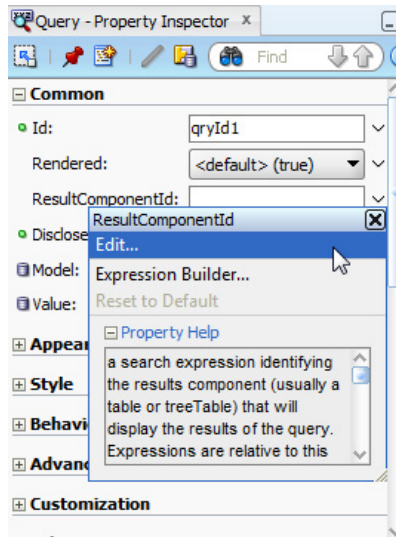 Query - Property Inspector x
Find
Common
Id: qryId1
Rendered: <default> (true)
ResultComponentId:
ResultComponentId
Disclose
Edit...
Model:
Expression Builder...
Value:
Reset to Default
Property Help
Appear
a search expression identifying
Style
the results component (usually a
table or treeTable) that will
Behavi
display the results of the query.
Advanc
Expressions are relative to this
Customization